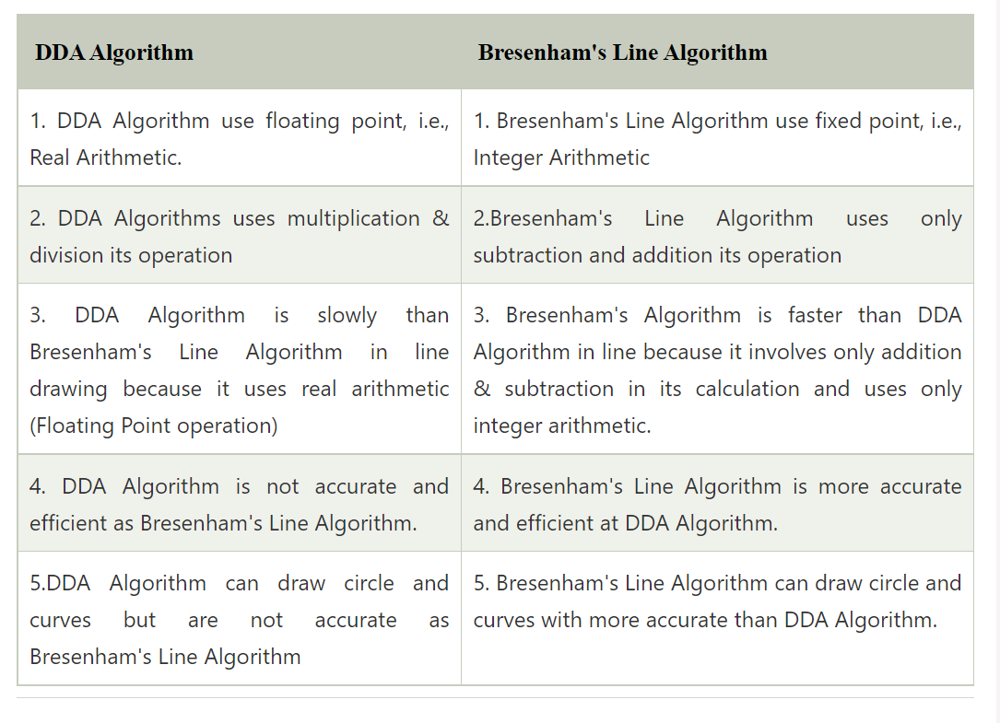 DDA Algorithm
Bresenham's Line Algorithm
1. DDA Algorithm use floating point, i.e.,
Real Arithmetic.
1. Bresenham's Line Algorithm use fixed point, i.e.,
Integer Arithmetic
2. DDA Algorithms uses multiplication &
division its operation
2.Bresenham's Line Algorithm uses only
subtraction and addition its operation
3. DDA Algorithm is slowly than
Bresenham's Line Algorithm in line
drawing because it uses real arithmetic
(Floating Point operation)
3. Bresenham's Algorithm is faster than DDA
Algorithm in line because it involves only addition
& subtraction in its calculation and uses only
integer arithmetic.
4. DDA Algorithm is not accurate and
efficient as Bresenham's Line Algorithm.
4. Bresenham's Line Algorithm is more accurate
and efficient at DDA Algorithm.
5.DDA Algorithm can draw circle and
curves but are not accurate as
Bresenham's Line Algorithm
5. Bresenham's Line Algorithm can draw circle and
curves with more accurate than DDA Algorithm.